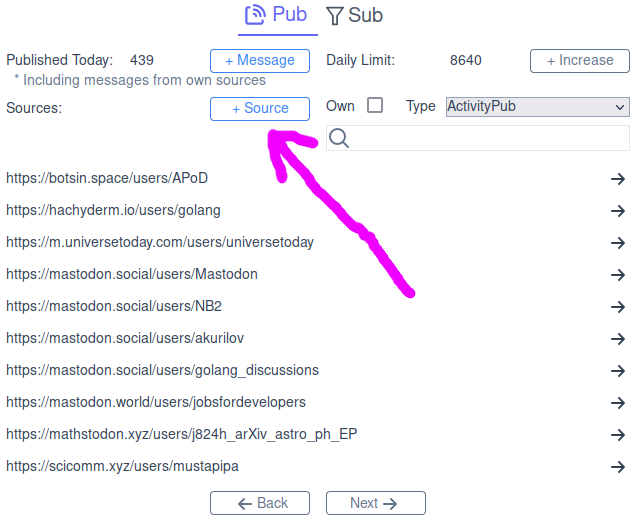 Pub Sub
Published Today: 439 + Message Daily Limit: 8640 + Increase
* Including messages from own sources
Sources: + Source Own Type ActivityPub
https://botsin.space/users/APoD
https://hachyderm.io/users/golang
https://m.universetoday.com/users/universetoday
https://mastodon.social/users/Mastodon
https://mastodon.social/users/NB2
https://mastodon.social/users/akurilov
https://mastodon.social/users/golang_discussions
https://mastodon.world/users/jobsfordevelopers
https://mathstodon.xyz/users/j824h_arXiv_astro_ph_EP
https://scicomm.xyz/users/mustapipa
Back Next